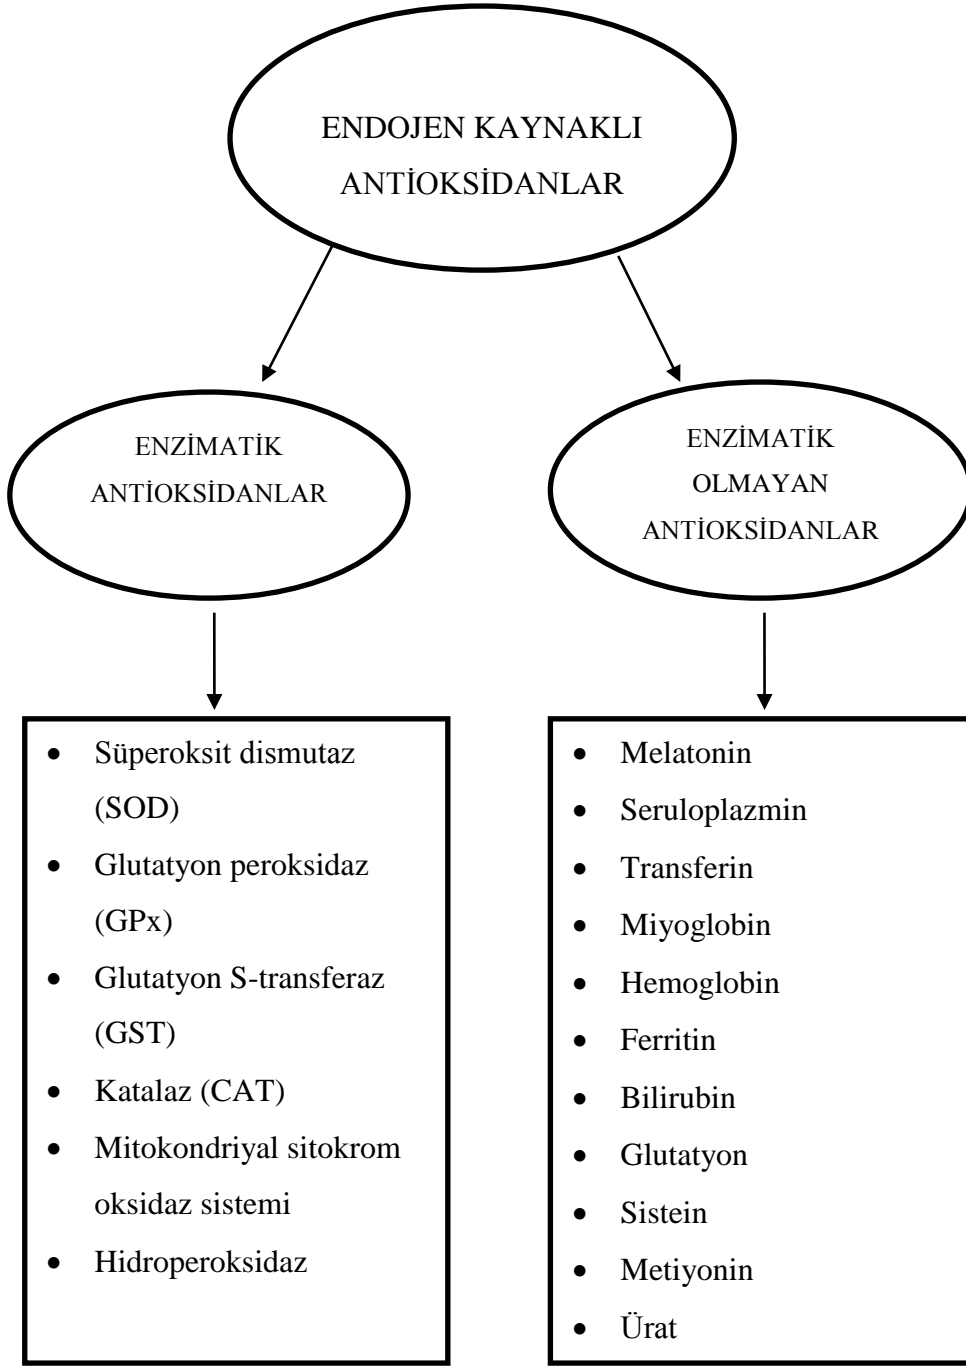 ENDOJEN KAYNAKLI
ANTİOKSİDANLAR
ENZİMATİK
ANTİOKSİDANLAR
ENZİMATİK
OLMAYAN
ANTİOKSİDANLAR
• Süperoksit dismutaz
(SOD)
• Glutatyon peroksidaz
(GPx)
• Glutatyon S-transferaz
(GST)
• Katalaz (CAT)
• Mitokondriyal sitokrom
oksidaz sistemi
• Hidroperoksidaz
• Melatonin
• Seruloplazmin
• Transferin
• Miyoglobin
• Hemoglobin
• Ferritin
• Bilirubin
• Glutatyon
• Sistein
• Metiyonin
• Ürat